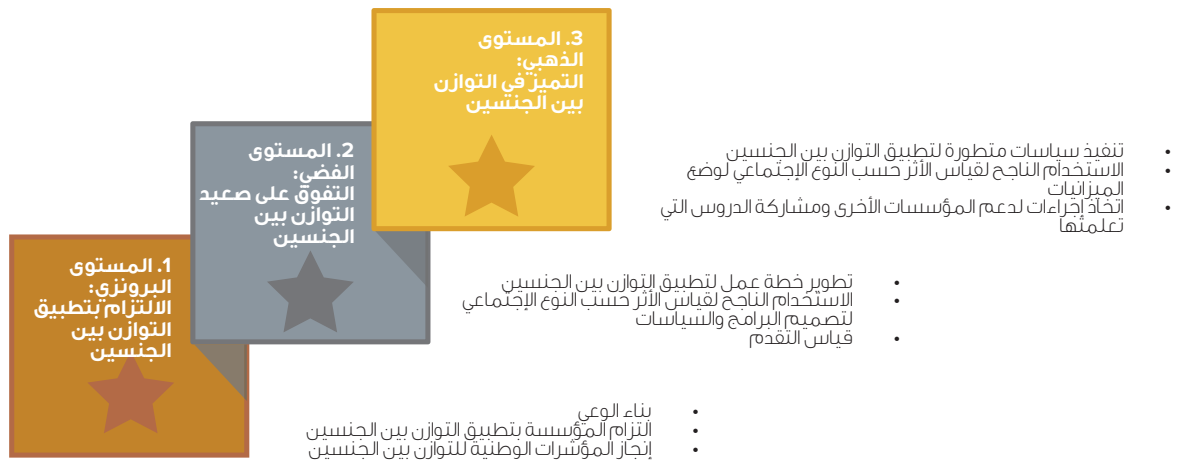 3. المستوى
الذهبي:
التميز في التوازن
بين الجنسين
• تنفيذ سياسات متطورة لتطبيق التوازن بين الجنسين
• الاستخدام الناجح لقياس الأثر حسب النوع الإجتماعي لوضع
الميزانيات
• اتخاذ إجراءات لدعم المؤسسات الأخرى ومشاركة الدروس التي
تعلمتها
2. المستوى
الفضي:
التفوق على صعيد
التوازن بين
الجنسين
• تطوير خطة عمل لتطبيق التوازن بين الجنسين
• الاستخدام الناجح لقياس الأثر حسب النوع الإجتماعي
لتصميم البرامج والسياسات
• قياس التقدم
1. المستوى
البرونزي:
الالتزام بتطبيق
التوازن بين
الجنسين
• بناء الوعي
• التزام المؤسسة بتطبيق التوازن بين الجنسين
• إنجاز المؤشرات الوطنية للتوازن بين الجنسين